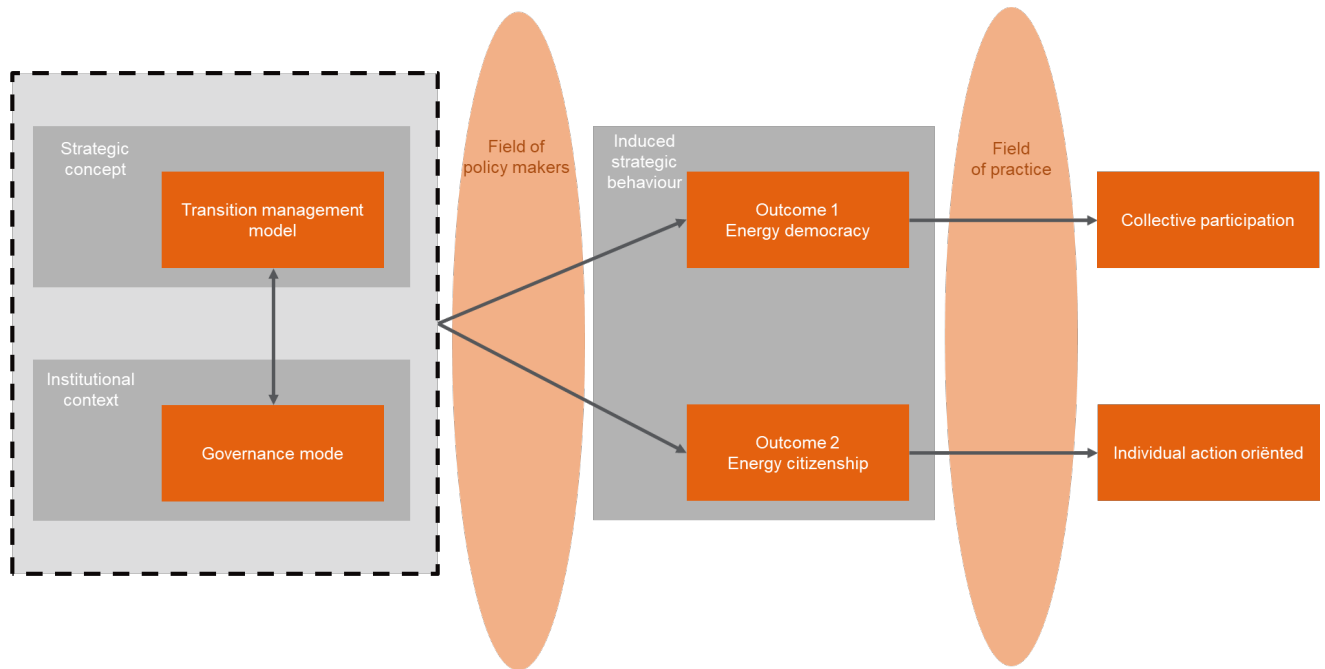 Strategic
concept
Transition management
model
Institutional
context
Governance mode
Field of
policy makers
Induced
strategic
behaviour
Outcome 1
Energy democracy
Outcome 2
Energy citizenship
Field
of practice
Collective participation
Individual action oriënted